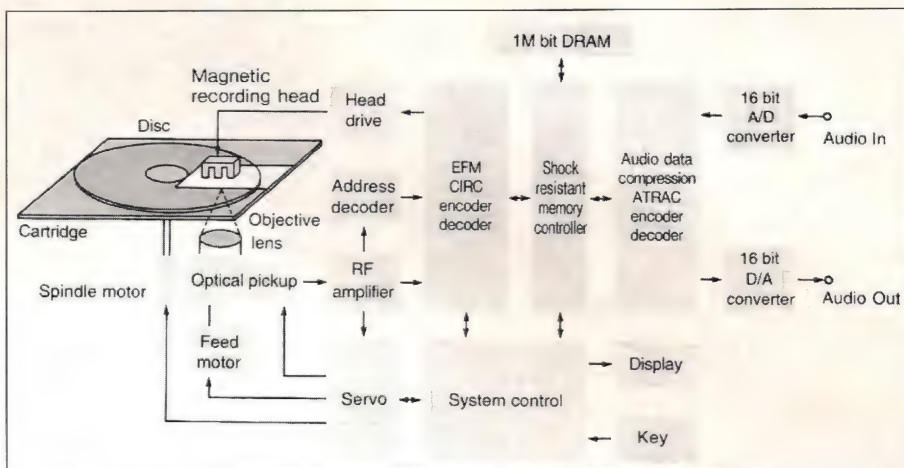 1M bit DRAM
Magnetic
recording head
Disc
Head
drive
16 bit
A/D
converter
Audio In
EFM
CIRC
encoder
decoder
Shock
resistant
memory
controller
Audio data
compression
ATRAC
encoder
decoder
Address
decoder
Cartridge
Objective
lens
Spindle motor
Optical pickup
RF
amplifier
16 bit
D/A
converter
Audio Out
Feed
motor
Servo
System control
Display
Key